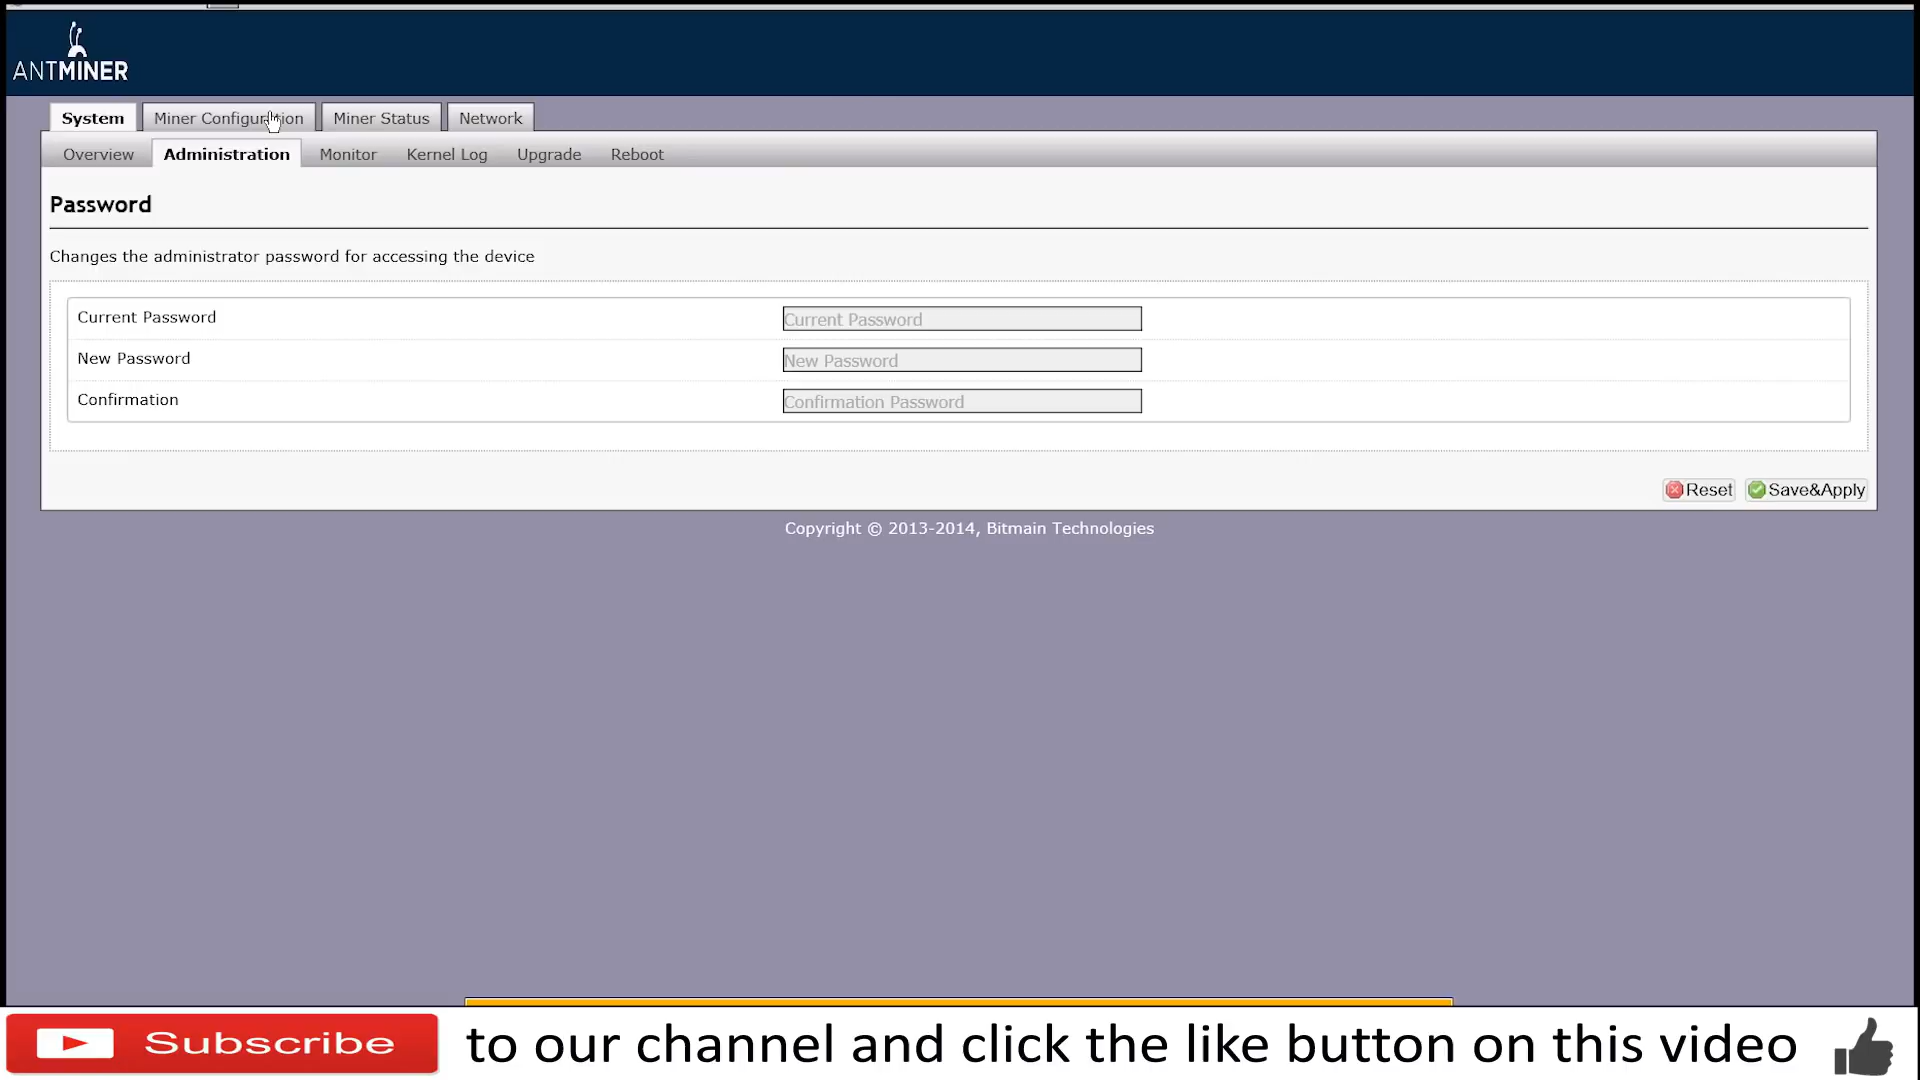 ANTMINER
System Miner Configuration Miner Status Network
Overview Administration Monitor Kernel Log Upgrade Reboot
Password
Changes the administrator password for accessing the device
Current Password Current Password
New Password New Password
Confirmation Confirmation Password
Reset Save&Apply
Copyright © 2013-2014, Bitmain Technologies
Subscribe to our channel and click the like button on this video